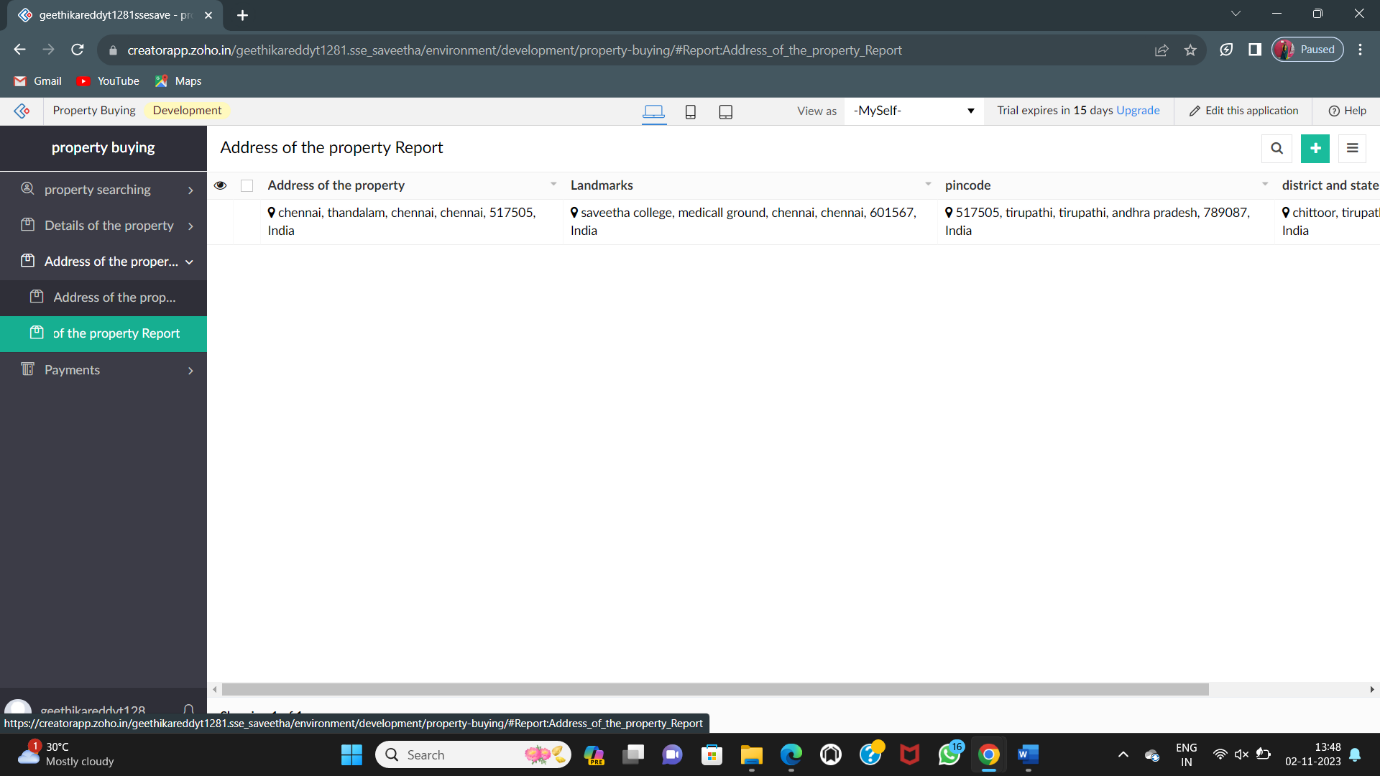 geethikareddyt1281ssesave - pr
creatorapp.zoho.in/geethikareddyt1281.sse_saveetha/environment/development/property-buying/#Report:Address_of_the_property_Report
Paused
Gmail YouTube Maps
Property Buying Development View as -MySelf- Trial expires in 15 days Upgrade Edit this application Help
property buying
Address of the property Report
property searching
Details of the property
Address of the proper...
Address of the prop...
of the property Report
Payments
Address of the property Landmarks pincode district and state
chennai, thandalam, chennai, chennai, 517505,
India
saveetha college, medicall ground, chennai, chennai, 601567,
India
517505, tirupathi, tirupathi, andhra pradesh, 789087,
India
chittoor, tirupat
India
geethikareddyt128
https://creatorapp.zoho.in/geethikareddyt1281.sse_saveetha/environment/development/property-buying/#Report:Address_of_the_property_Report
1
30°C
Mostly cloudy
Search
PRE
16
ENG
IN
13:48
02-11-2023